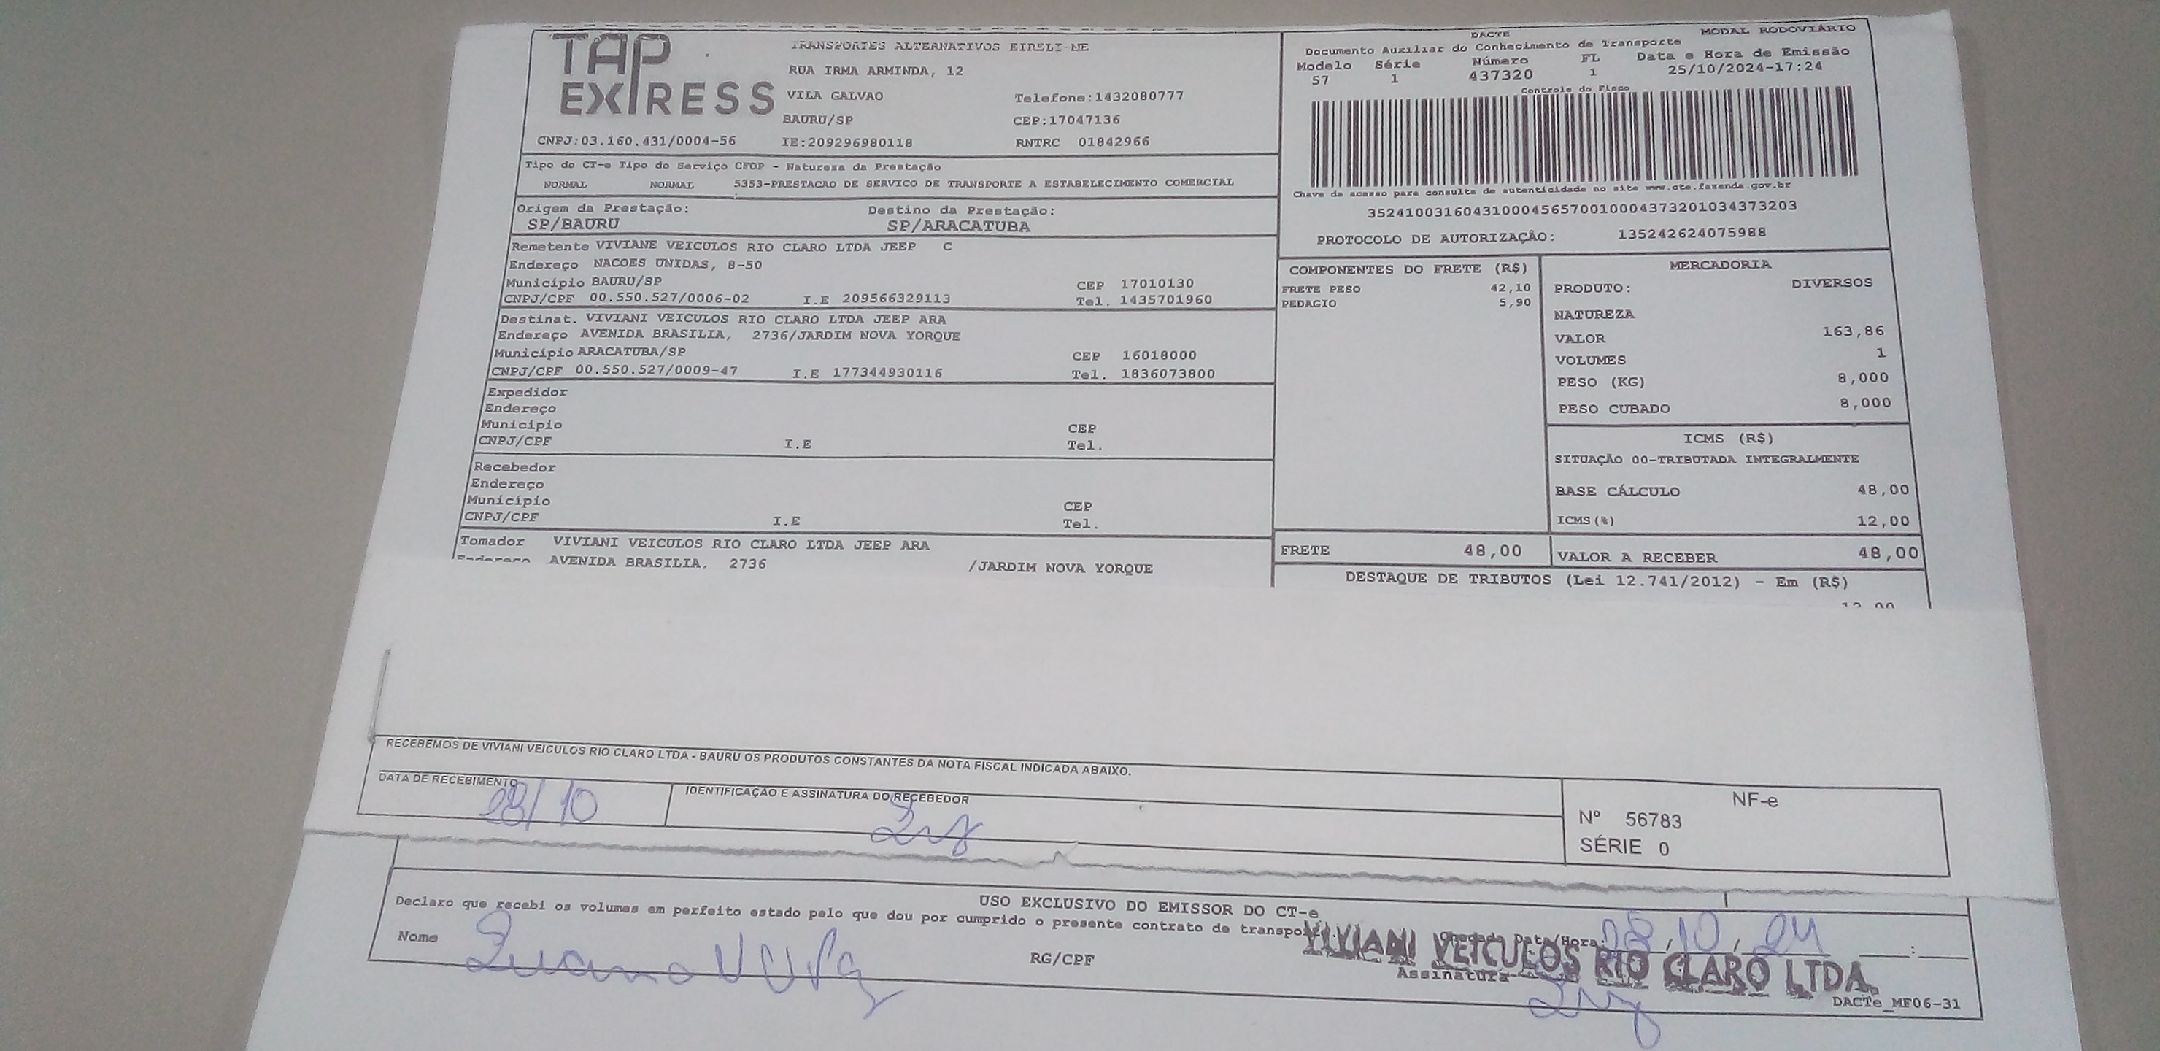 TAP EXPRESS
TRANSPORTES ALTERNATIVOS EIRELI-ME
RUA IRMA ARMINDA, 12
VILA GALVAO Telefone:1432080777
BAURU/SP CEP:17047136
CNPJ:03.160.431/0004-56 IE:209296980118 RNTRC 01842966
DACTE MODAL RODOVIÁRIO
Documento Auxiliar do Conhecimento de Transporte
Modelo Série Número FL Data e Hora de Emissão
57 1 437320 1 25/10/2024-17:24
Controle do Fisco
Chave de acesso para consulta de autenticidade no site www.cte.fazenda.gov.br
35241003160431000456570010004373201034373203
PROTOCOLO DE AUTORIZAÇÃO: 135242624075988
Tipo do CT-e Tipo do Serviço CFOP - Natureza da Prestação
NORMAL NORMAL 5353-PRESTACAO DE SERVICO DE TRANSPORTE A ESTABELECIMENTO COMERCIAL
Origem da Prestação: Destino da Prestação:
SP/BAURU SP/ARACATUBA
Remetente VIVIANE VEICULOS RIO CLARO LTDA JEEP C
Endereço NACOES UNIDAS, 8-50
Município BAURU/SP CEP 17010130
CNPJ/CPF 00.550.527/0006-02 I.E 209566329113 Tel. 1435701960
Destinat. VIVIANI VEICULOS RIO CLARO LTDA JEEP ARA
Endereço AVENIDA BRASILIA, 2736/JARDIM NOVA YORQUE
Município ARACATUBA/SP CEP 16018000
CNPJ/CPF 00.550.527/0009-47 I.E 177344930116 Tel. 1836073800
Expedidor
Endereço
Município CEP
CNPJ/CPF I.E Tel.
Recebedor
Endereço
Município CEP
CNPJ/CPF I.E Tel.
Tomador VIVIANI VEICULOS RIO CLARO LTDA JEEP ARA
Endereço AVENIDA BRASILIA, 2736 /JARDIM NOVA YORQUE
COMPONENTES DO FRETE (R$)
FRETE PESO 42,10
PEDAGIO 5,90
FRETE 48,00
MERCADORIA
PRODUTO: DIVERSOS
NATUREZA
VALOR 163,86
VOLUMES 1
PESO (KG) 8,000
PESO CUBADO 8,000
ICMS (R$)
SITUAÇÃO 00-TRIBUTADA INTEGRALMENTE
BASE CÁLCULO 48,00
ICMS(%) 12,00
VALOR A RECEBER 48,00
DESTAQUE DE TRIBUTOS (Lei 12.741/2012) - Em (R$)
RECEBEMOS DE VIVIANI VEICULOS RIO CLARO LTDA - BAURU OS PRODUTOS CONSTANTES DA NOTA FISCAL INDICADA ABAIXO.
DATA DE RECEBIMENTO IDENTIFICAÇÃO E ASSINATURA DO RECEBEDOR
28/10
NF-e
Nº 56783
SÉRIE 0
USO EXCLUSIVO DO EMISSOR DO CT-e
Declaro que recebi os volumes em perfeito estado pelo que dou por cumprido o presente contrato de transporte
Nome RG/CPF
Data/Hora: 28/10/24 :
Assinatura
VIVIANI VEICULOS RIO CLARO LTDA.
DACTe_MF06-31